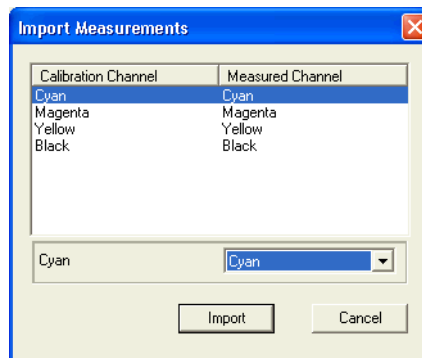 Import Measurements
Calibration Channel Measured Channel
Cyan Cyan
Magenta Magenta
Yellow Yellow
Black Black
Cyan Cyan
Import Cancel